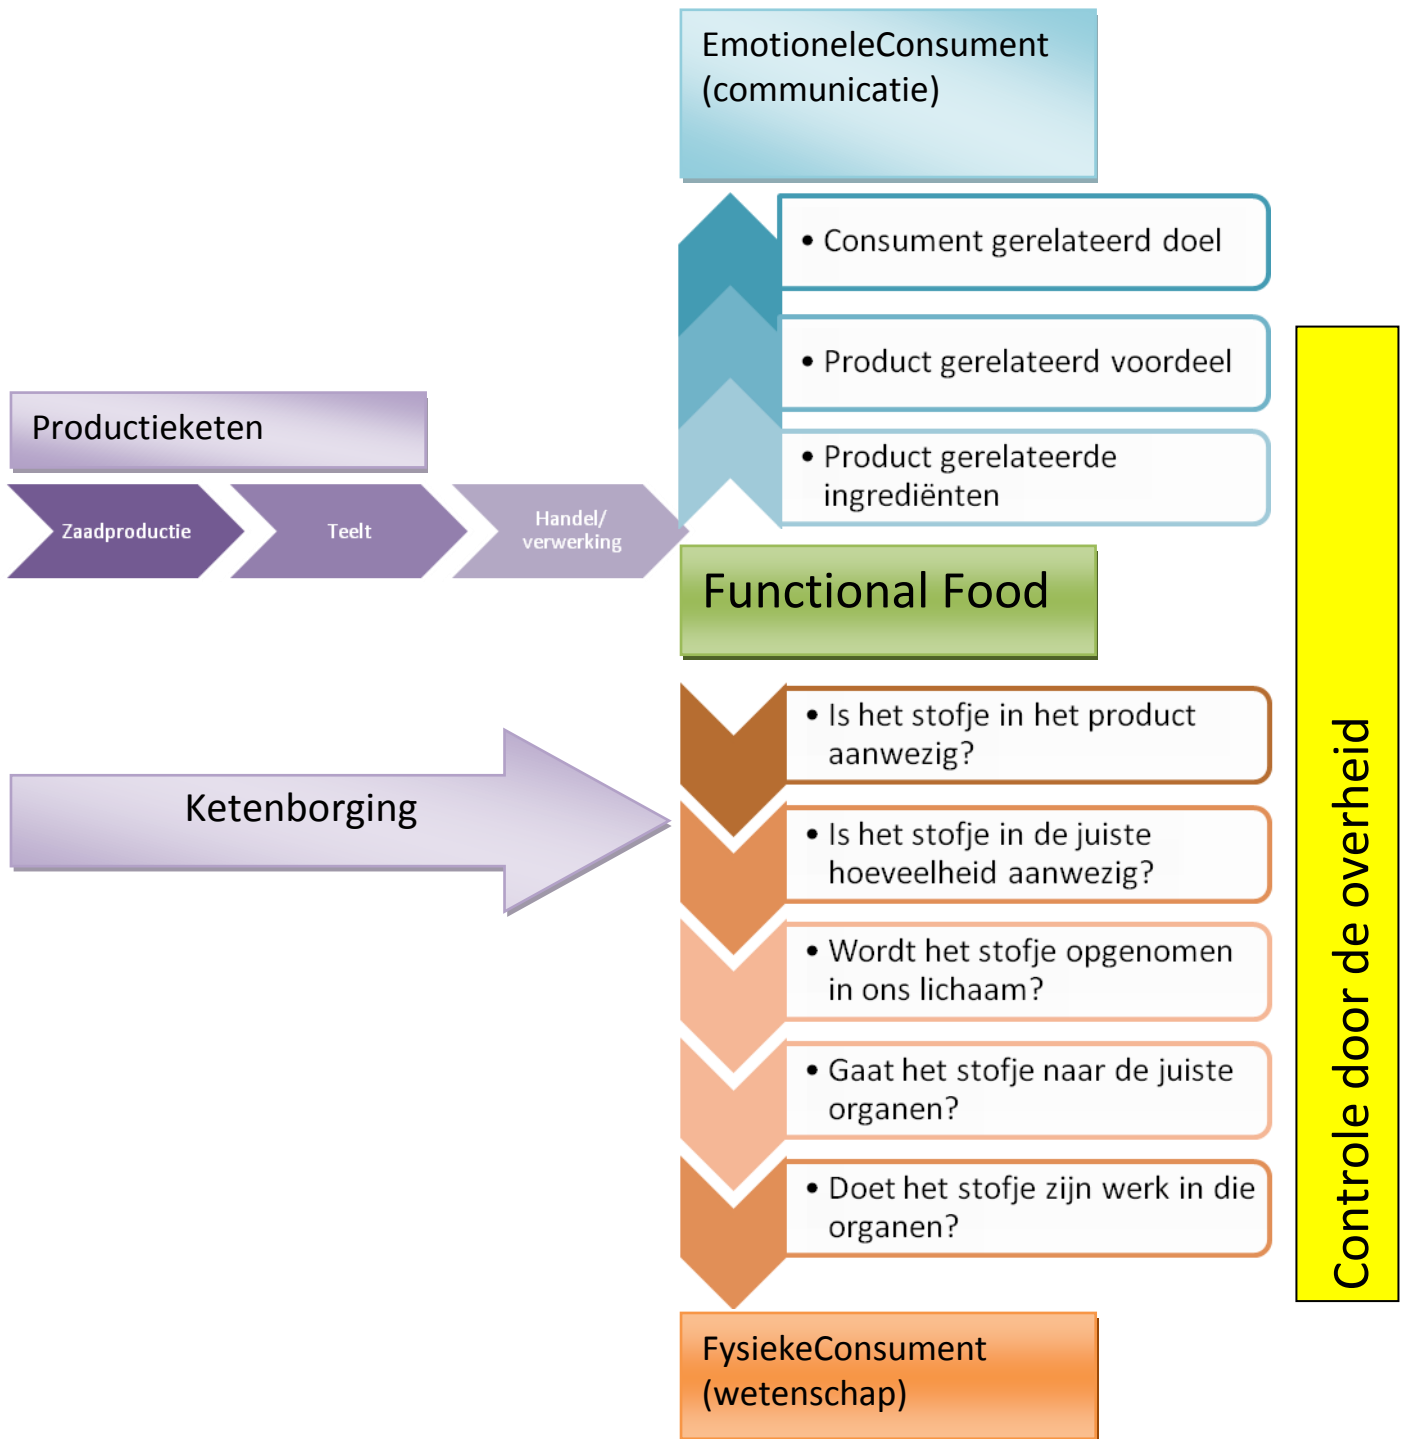 EmotioneleConsument
(communicatie)
• Consument gerelateerd doel
• Product gerelateerd voordeel
• Product gerelateerde
ingrediënten
Productieketen
Zaadproductie
Teelt
Handel/
verwerking
Functional Food
Ketenborging
• Is het stofje in het product
aanwezig?
• Is het stofje in de juiste
hoeveelheid aanwezig?
• Wordt het stofje opgenomen
in ons lichaam?
• Gaat het stofje naar de juiste
organen?
• Doet het stofje zijn werk in die
organen?
Controle door de overheid
FysiekeConsument
(wetenschap)